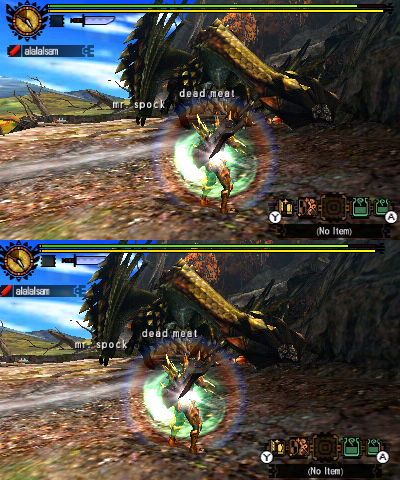 alalalsam
dead meat
mr. spock
Y
A
(No Item)
alalalsam
dead meat
mr. spock
Y
A
(No Item)